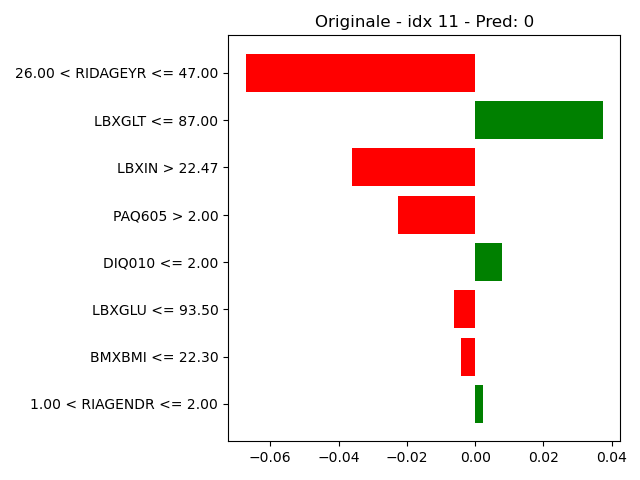 Originale - idx 11 - Pred: 0
26.00 < RIDAGEYR <= 47.00
LBXGLT <= 87.00
LBXIN > 22.47
PAQ605 > 2.00
DIQ010 <= 2.00
LBXGLU <= 93.50
BMXBMI <= 22.30
1.00 < RIAGENDR <= 2.00
−0.06 −0.04 −0.02 0.00 0.02 0.04